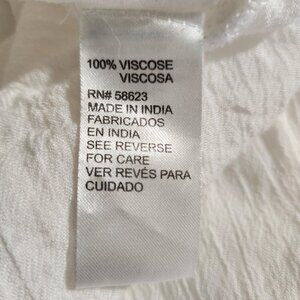 100% VISCOSE
VISCOSA
RN# 58623
MADE IN INDIA
FABRICADOS
EN INDIA
SEE REVERSE
FOR CARE
VER REVÉS PARA
CUIDADO